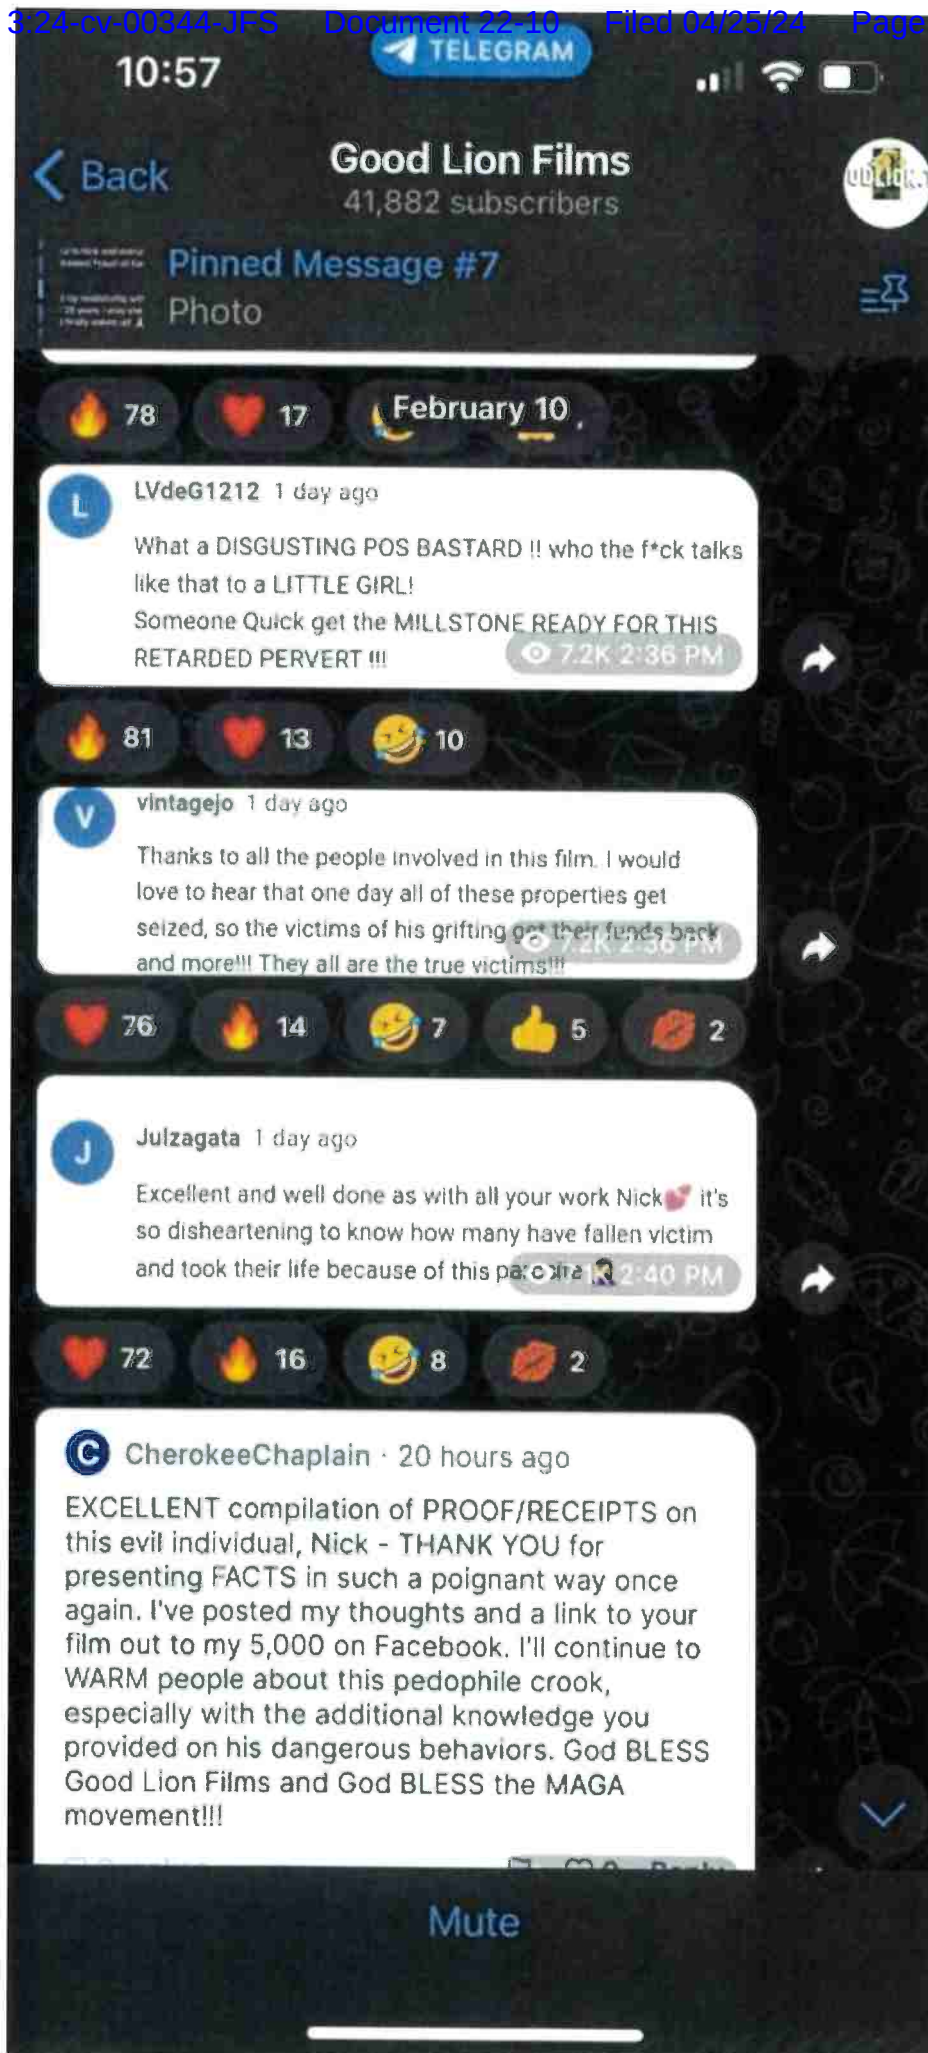 3:24-cv-00344-JFS Document 22-10 Filed 04/25/24 Page
TELEGRAM
10:57
Back
Good Lion Films
41,882 subscribers
Pinned Message #7
Photo
78 17 February 10
L
LVdeG1212 1 day ago
What a DISGUSTING POS BASTARD !! who the f*ck talks
like that to a LITTLE GIRL!
Someone Quick get the MILLSTONE READY FOR THIS
RETARDED PERVERT !!!
7.2K 2:36 PM
81 13 10
V
vintagejo 1 day ago
Thanks to all the people involved in this film. I would
love to hear that one day all of these properties get
seized, so the victims of his grifting get their funds back
and more!!! They all are the true victims!!!
7.2K 2:36 PM
76 14 7 5 2
J
Julzagata 1 day ago
Excellent and well done as with all your work Nick💕 it's
so disheartening to know how many have fallen victim
and took their life because of this
2:40 PM
72 16 8 2
C
CherokeeChaplain · 20 hours ago
EXCELLENT compilation of PROOF/RECEIPTS on
this evil individual, Nick - THANK YOU for
presenting FACTS in such a poignant way once
again. I've posted my thoughts and a link to your
film out to my 5,000 on Facebook. I'll continue to
WARM people about this pedophile crook,
especially with the additional knowledge you
provided on his dangerous behaviors. God BLESS
Good Lion Films and God BLESS the MAGA
movement!!!
Mute